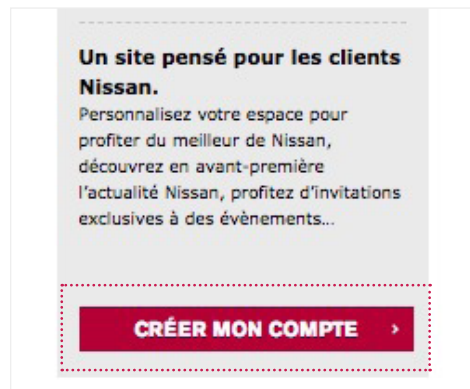 Un site pensé pour les clients
Nissan.
Personnalisez votre espace pour
profiter du meilleur de Nissan,
découvrez en avant-première
l'actualité Nissan, profitez d'invitations
exclusives à des évènements...
CRÉER MON COMPTE ›